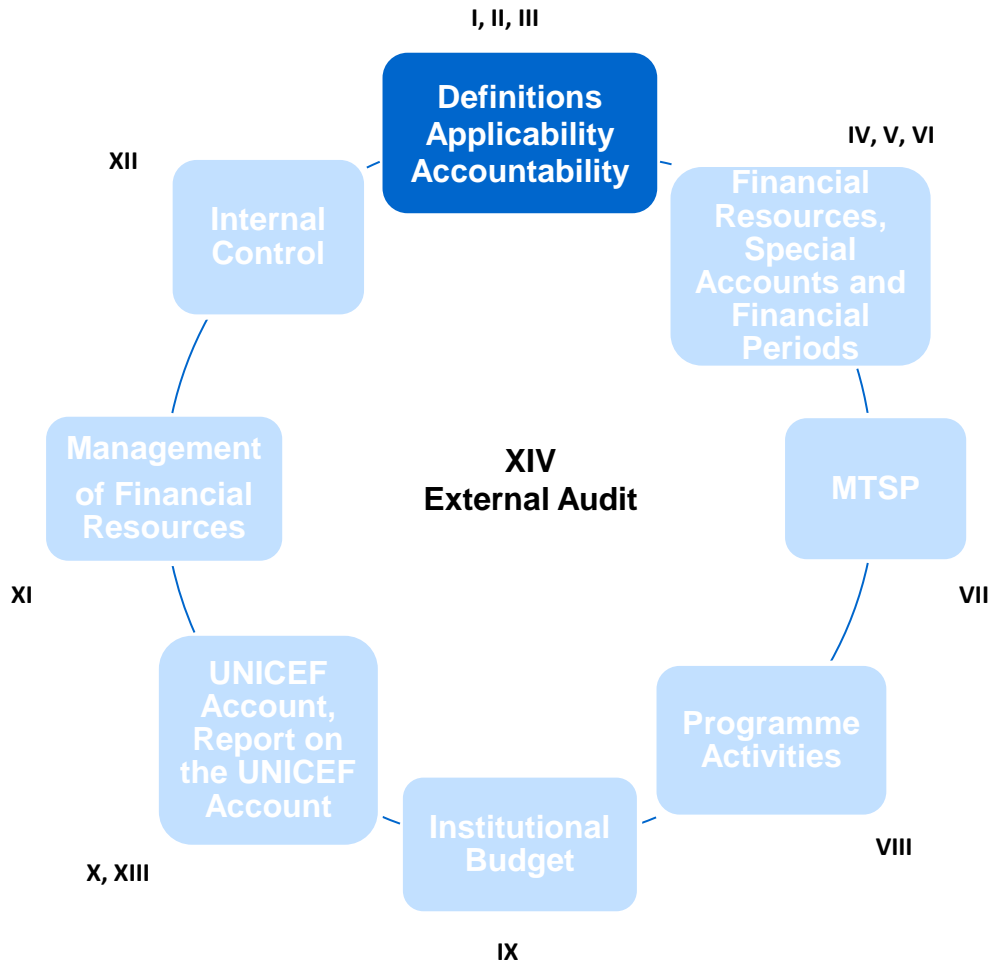 I, II, III
Definitions
Applicability
Accountability
IV, V, VI
Financial
Resources,
Special
Accounts and
Financial
Periods
MTSP
VII
Programme
Activities
VIII
Institutional
Budget
IX
UNICEF
Account,
Report on
the UNICEF
Account
X, XIII
Management
of Financial
Resources
XI
Internal
Control
XII
XIV
External Audit